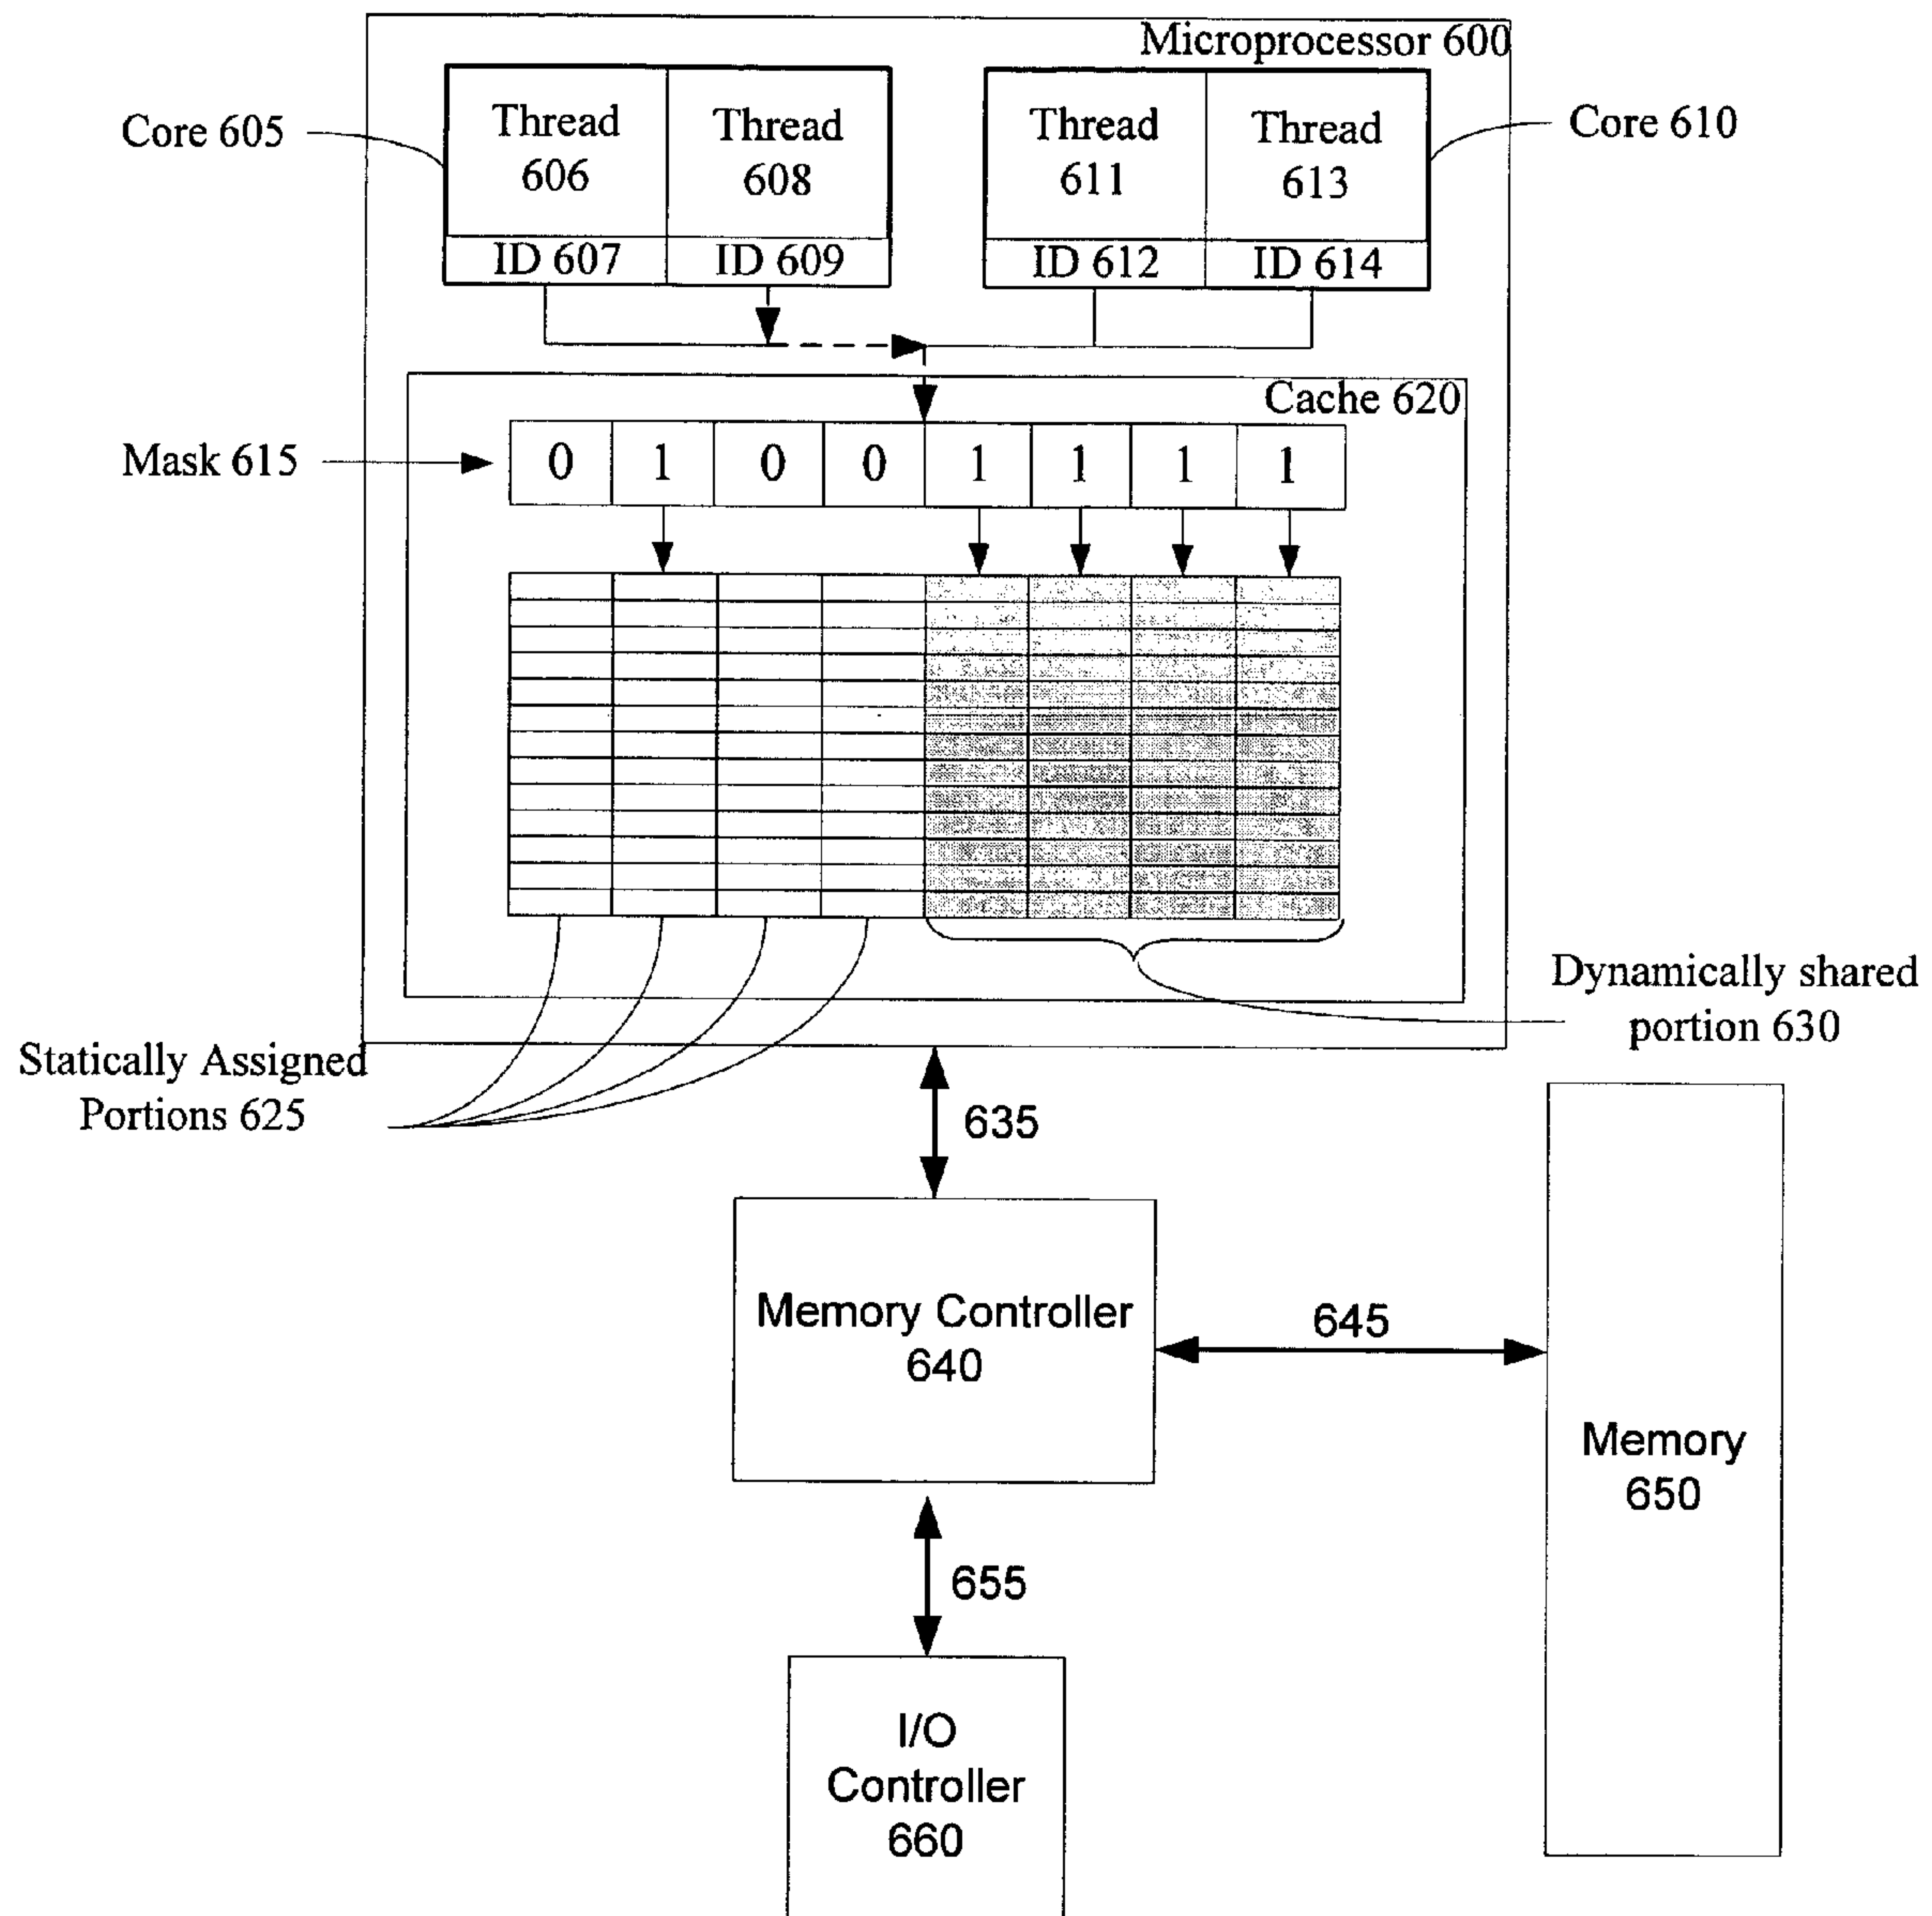 Microprocessor 600
Core 605
Thread
606
Thread
608
Thread
611
Thread
613
Core 610
ID 607
ID 609
ID 612
ID 614
Cache 620
Mask 615
0 1 0 0 1 1 1 1
Dynamically shared
portion 630
Statically Assigned
Portions 625
635
Memory Controller
640
645
Memory
650
655
I/O
Controller
660